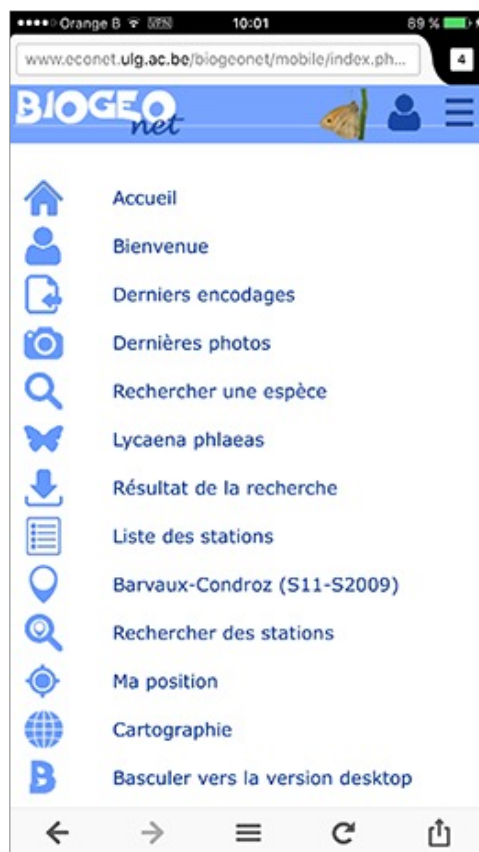 Orange B VPN 10:01 89 %
www.econet.ulg.ac.be/biogeonet/mobile/index.ph... 4
BIOGEO net
Accueil
Bienvenue
Derniers encodages
Dernières photos
Rechercher une espèce
Lycaena phlaeas
Résultat de la recherche
Liste des stations
Barvaux-Condroz (S11-S2009)
Rechercher des stations
Ma position
Cartographie
B Basculer vers la version desktop